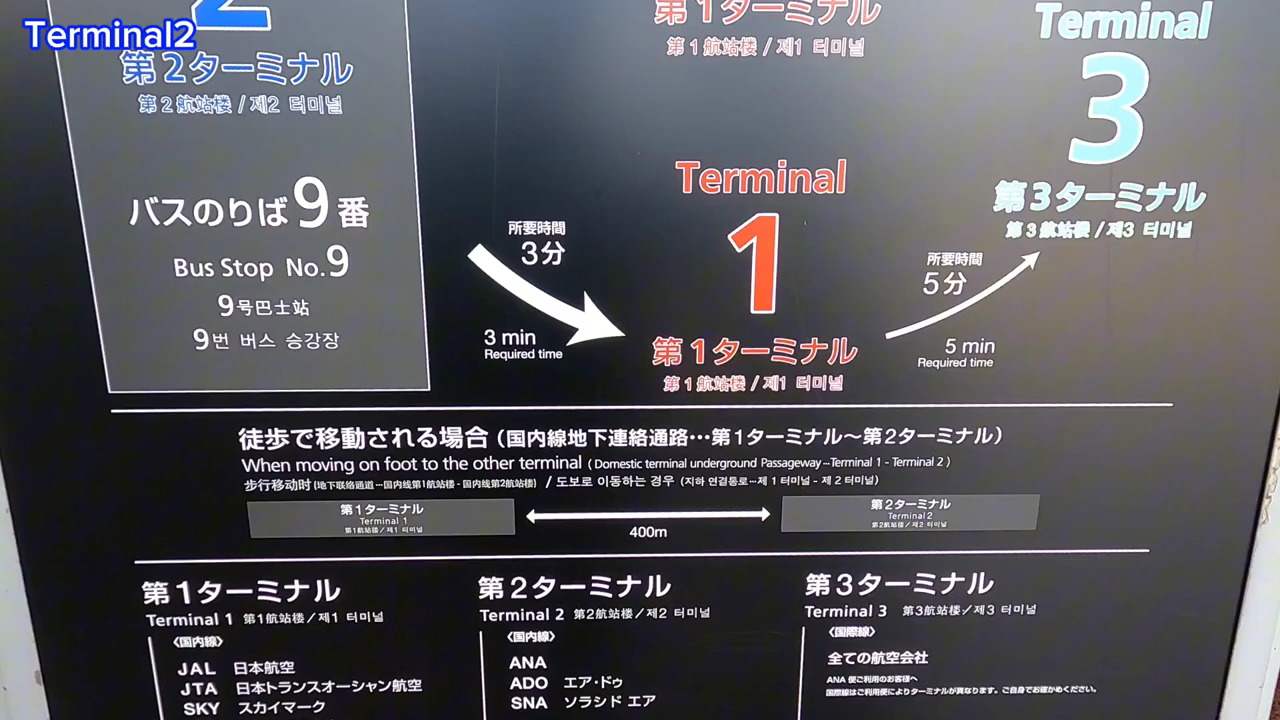 Terminal2
2
第2ターミナル
第2航站楼 / 제2 터미널
バスのりば9番
Bus Stop No.9
9号巴士站
9번 버스 승강장
所要時間
3分
3 min
Required time
第1ターミナル
第1航站楼 / 제1 터미널
Terminal
1
第1ターミナル
第1航站楼 / 제1 터미널
所要時間
5分
5 min
Required time
Terminal
3
第3ターミナル
第3航站楼 / 제3 터미널
徒歩で移動される場合（国内線地下連絡通路…第1ターミナル～第2ターミナル）
When moving on foot to the other terminal ( Domestic terminal underground Passageway…Terminal 1 - Terminal 2 )
步行移动时(地下联络通道…国内线第1航站楼 - 国内线第2航站楼) / 도보로 이동하는 경우 (지하 연결통로…제 1 터미널 - 제 2 터미널)
第1ターミナル
Terminal 1
第1航站楼／제1 터미널
400m
第2ターミナル
Terminal 2
第2航站楼／제2 터미널
第1ターミナル
Terminal 1 第1航站楼／제1 터미널
〈国内線〉
JAL 日本航空
JTA 日本トランスオーシャン航空
SKY スカイマーク
第2ターミナル
Terminal 2 第2航站楼／제2 터미널
〈国内線〉
ANA
ADO エア・ドゥ
SNA ソラシド エア
第3ターミナル
Terminal 3 第3航站楼／제3 터미널
〈国際線〉
全ての航空会社
ANA 便ご利用のお客様へ
国際線はご利用便によりターミナルが異なります。ご自身でお確かめください。